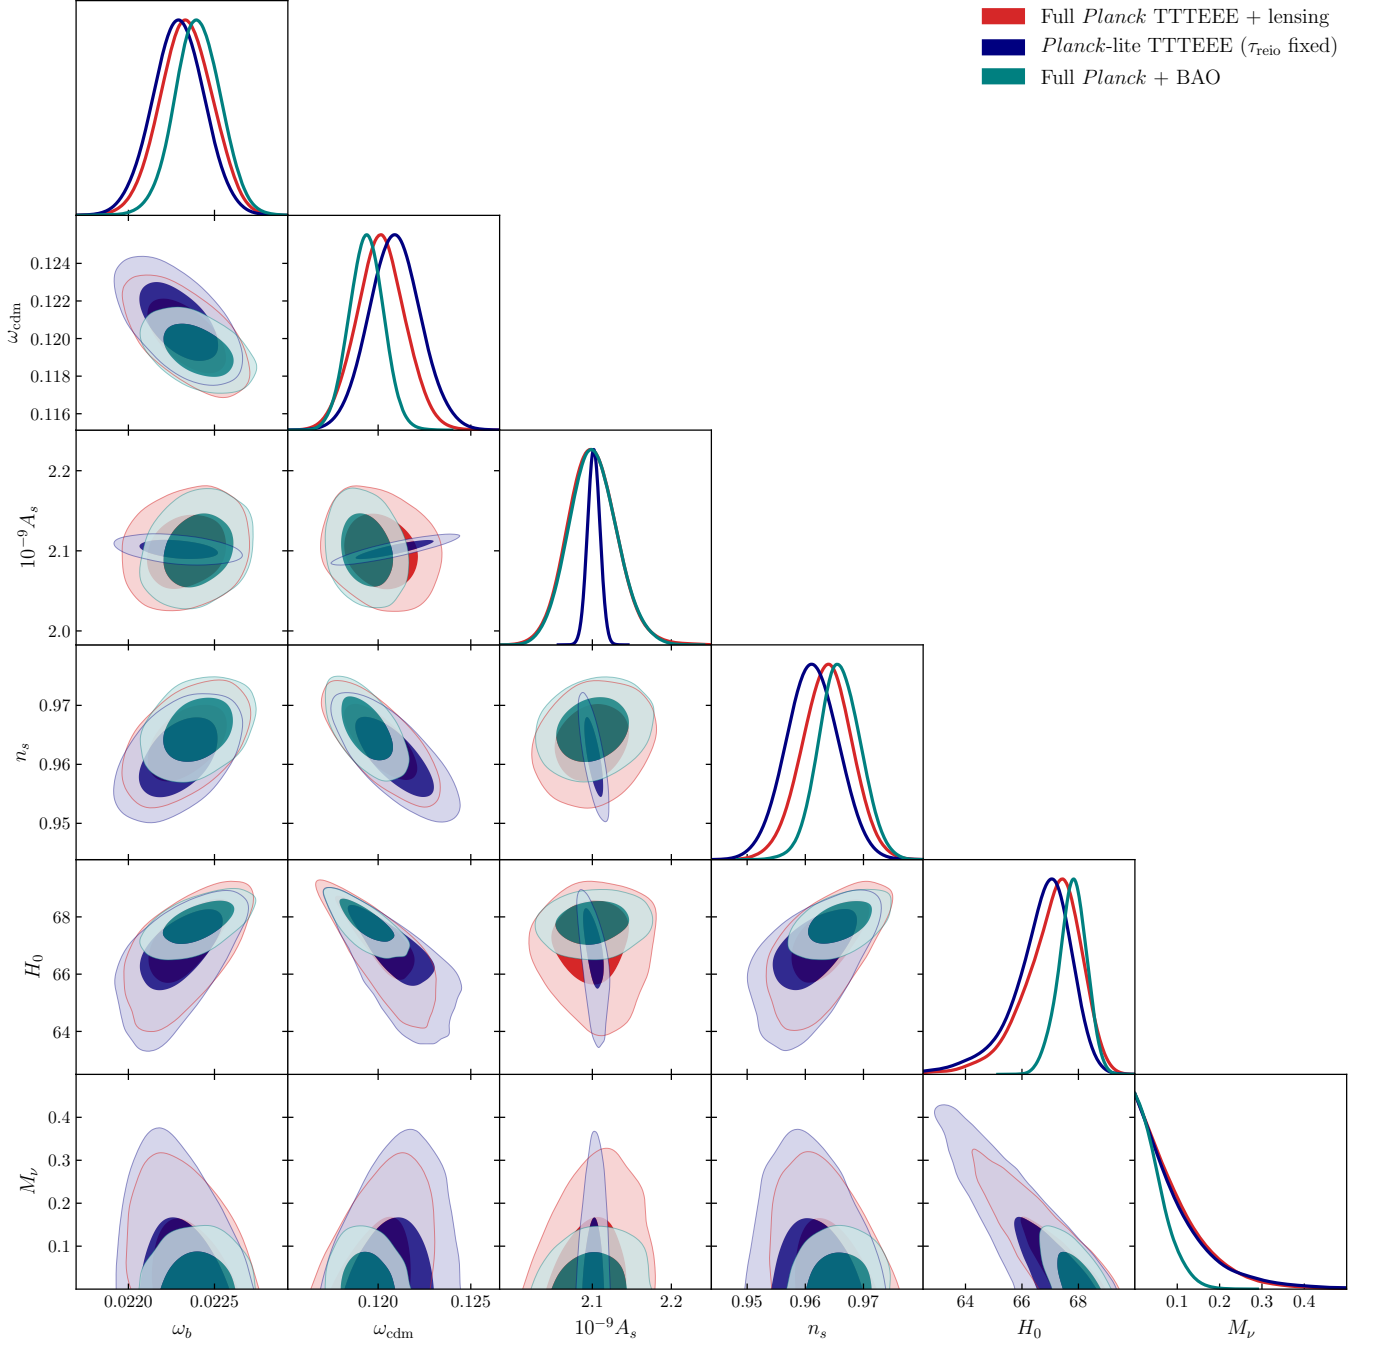 Full Planck TTTEEE + lensing
Planck-lite TTTEEE (τreio fixed)
Full Planck + BAO
0.124
0.122
0.120
0.118
0.116
ωcdm
2.2
2.1
2.0
10⁻⁹Aₛ
0.97
0.96
0.95
nₛ
68
66
64
H₀
0.4
0.3
0.2
0.1
Mν
0.0220 0.0225 0.120 0.125 2.1 2.2 0.95 0.96 0.97 64 66 68 0.1 0.2 0.3 0.4
ωb ωcdm 10⁻⁹Aₛ nₛ H₀ Mν